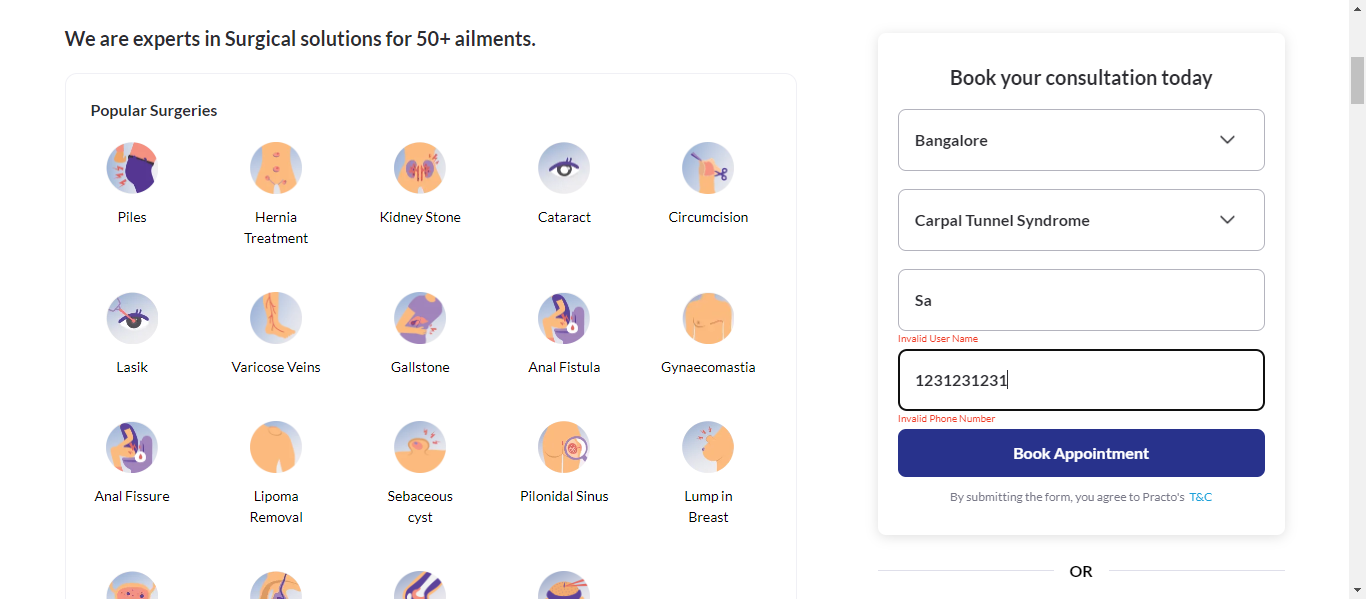 We are experts in Surgical solutions for 50+ ailments.
Popular Surgeries
Piles
Hernia
Treatment
Kidney Stone
Cataract
Circumcision
Lasik
Varicose Veins
Gallstone
Anal Fistula
Gynaecomastia
Anal Fissure
Lipoma
Removal
Sebaceous
cyst
Pilonidal Sinus
Lump in
Breast
Book your consultation today
Bangalore
Carpal Tunnel Syndrome
Sa
Invalid User Name
1231231231
Invalid Phone Number
Book Appointment
By submitting the form, you agree to Practo's T&C
OR